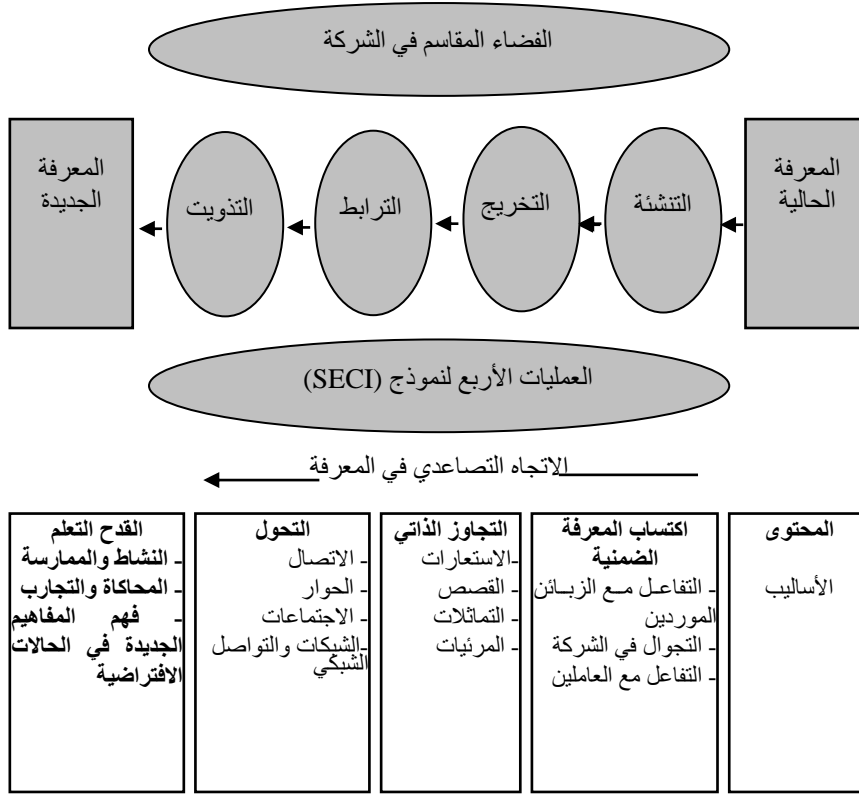 الفضاء المقاسم في الشركة
المعرفة
الحالية
التنشئة
التخريج
الترابط
التذويت
المعرفة
الجديدة
العمليات الأربع لنموذج (SECI)
الاتجاه التصاعدي في المعرفة
المحتوى
الأساليب
اكتساب المعرفة
الضمنية
- التفاعل مع الزبائن
الموردين
- التجوال في الشركة
- التفاعل مع العاملين
التجاوز الذاتي
-الاستعارات
- القصص
- التماثلات
- المرئيات
التحول
- الاتصال
- الحوار
- الاجتماعات
-الشبكات والتواصل
الشبكي
القدح التعلم
- النشاط والممارسة
- المحاكاة والتجارب
- فهم المفاهيم
الجديدة في الحالات
الافتراضية